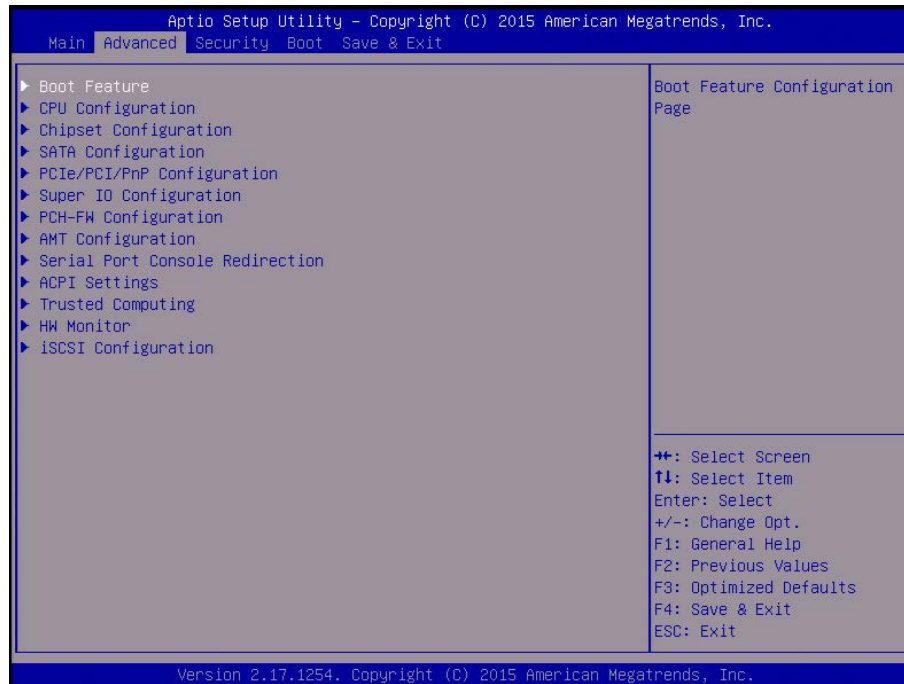 Aptio Setup Utility – Copyright (C) 2015 American Megatrends, Inc.
Main Advanced Security Boot Save & Exit
▶ Boot Feature
▶ CPU Configuration
▶ Chipset Configuration
▶ SATA Configuration
▶ PCIe/PCI/PnP Configuration
▶ Super IO Configuration
▶ PCH-FW Configuration
▶ AMT Configuration
▶ Serial Port Console Redirection
▶ ACPI Settings
▶ Trusted Computing
▶ HW Monitor
▶ iSCSI Configuration
Boot Feature Configuration
Page
→←: Select Screen
↑↓: Select Item
Enter: Select
+/-: Change Opt.
F1: General Help
F2: Previous Values
F3: Optimized Defaults
F4: Save & Exit
ESC: Exit
Version 2.17.1254. Copyright (C) 2015 American Megatrends, Inc.